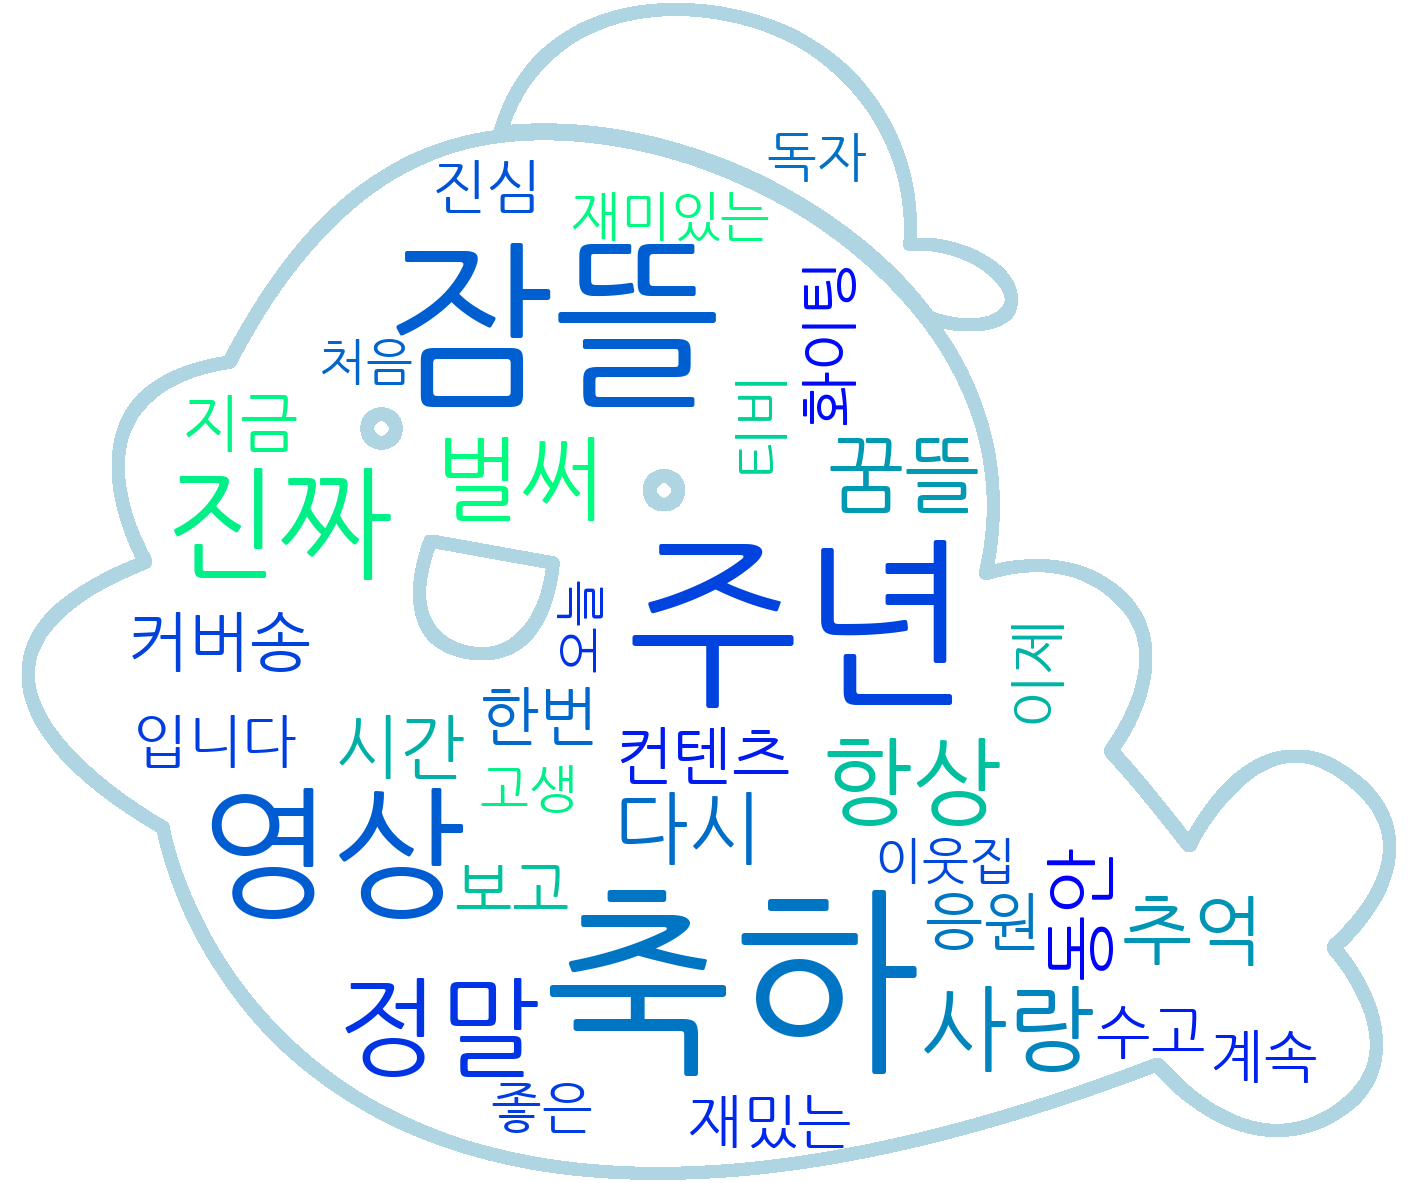 독자
진심
재미있는
잠뜰
화이팅
처음
티비
지금
벌써
꿈뜰
진짜
주년
오늘
커버송
이제
한번
입니다
시간
컨텐츠
항상
고생
영상
다시
이웃집
동안
보고
축하
응원
추억
정말
사랑
수고
계속
좋은
재밌는